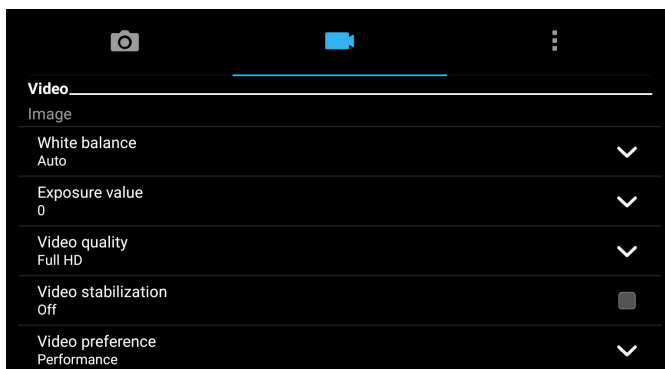 Video
Image
White balance
Auto
Exposure value
0
Video quality
Full HD
Video stabilization
Off
Video preference
Performance